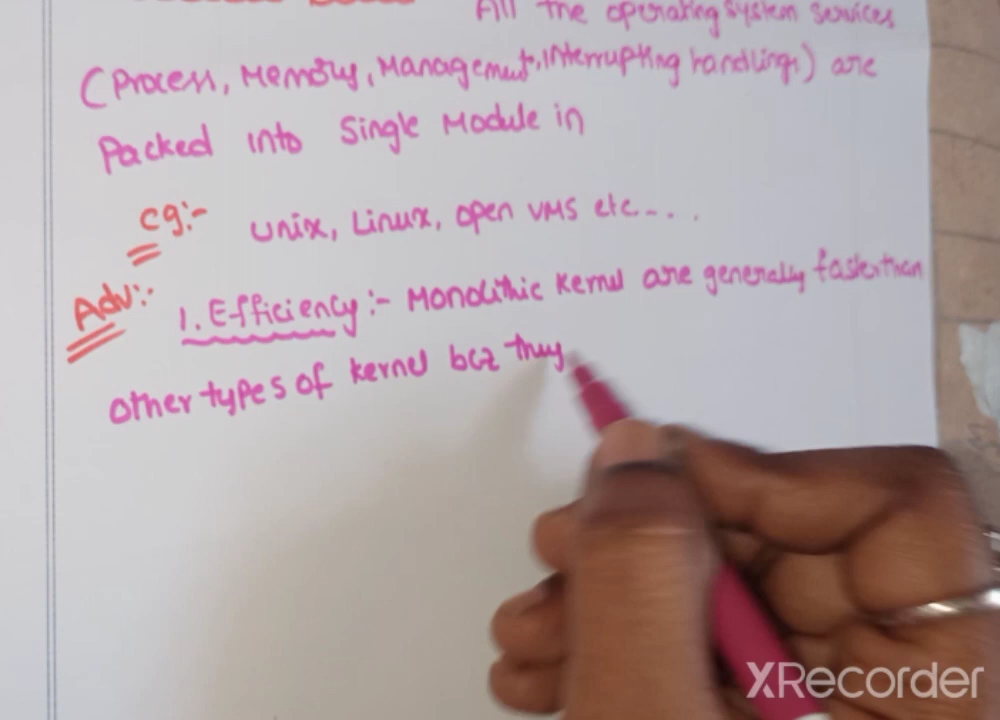 All the operating system services
(Process, Memory, Management, Interrupting handlings) are
Packed into Single Module in
eg:-
Unix, Linux, open VMS etc....
Adv:-
1. Efficiency:- Monolithic Kernel are generally faster than
other types of kernel bcz they
XRecorder